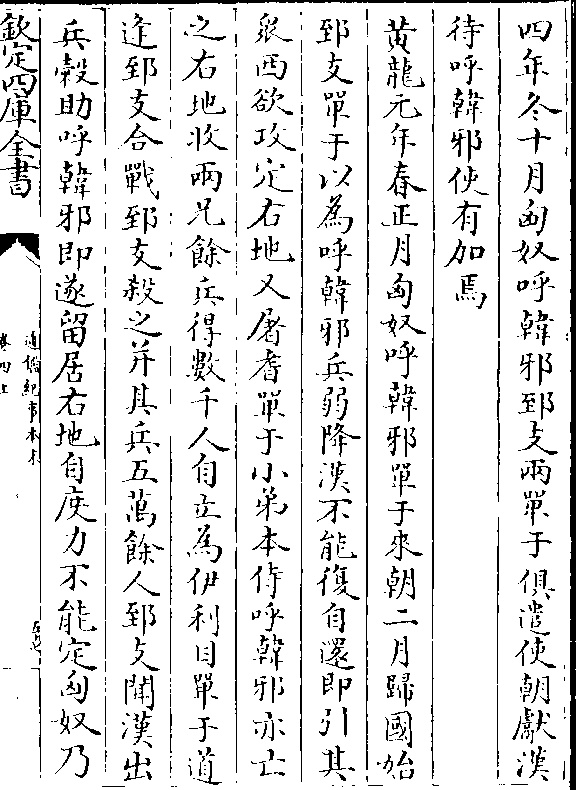 四年冬十月匈奴呼韓邪郅支兩單于俱遣使朝獻漢
待呼韓邪使有加焉
黄龍元年春正月匈奴呼韓邪單于來朝二月歸國始
郅支單于以為呼韓邪兵弱降漢不能復自還即引其
衆西欲攻定右地又屠耆單于小弟本侍呼韓邪亦亡
之右地收兩兄餘兵得數千人自立為伊利目單于道
逢郅支合戰郅支殺之并其兵五萬餘人郅支聞漢出
兵穀助呼韓邪即遂留居右地自度力不能定匈奴乃
欽定四庫全書
通鑑紀事本末
卷四上